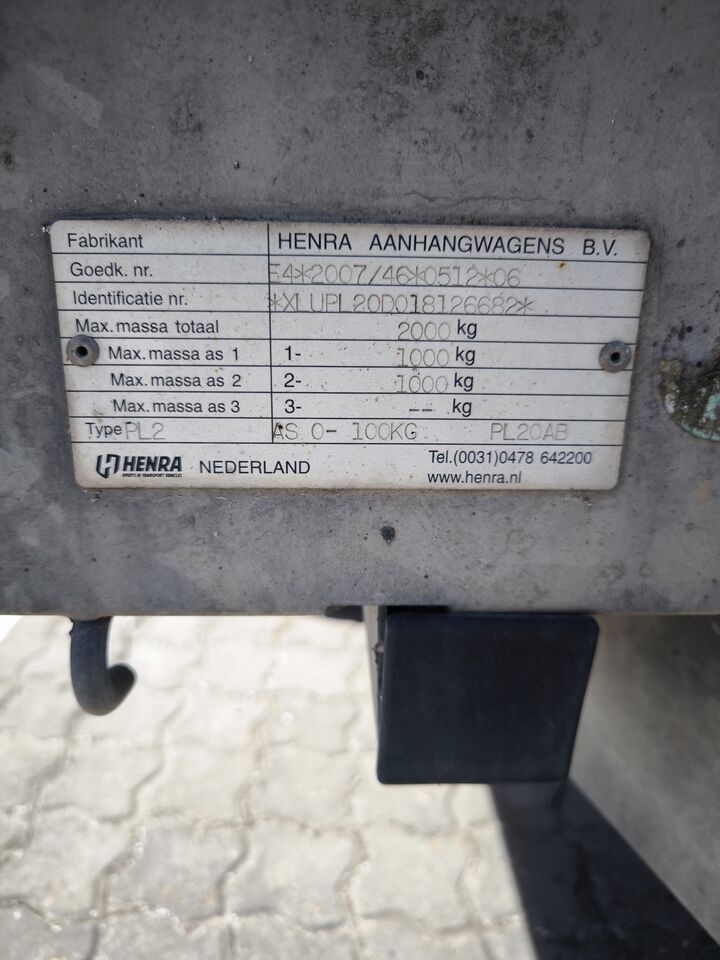 Fabrikant HENRA AANHANGWAGENS B.V.
Goedk. nr. E4*2007/46*0512*06
Identificatie nr. *XLUPL20D018126682*
Max. massa totaal 2000 kg
Max. massa as 1 1- 1000 kg
Max. massa as 2 2- 1000 kg
Max. massa as 3 3- -- kg
Type PL2 AS 0- 100KG PL20AB
HENRA NEDERLAND Tel.(0031)0478 642200
www.henra.nl